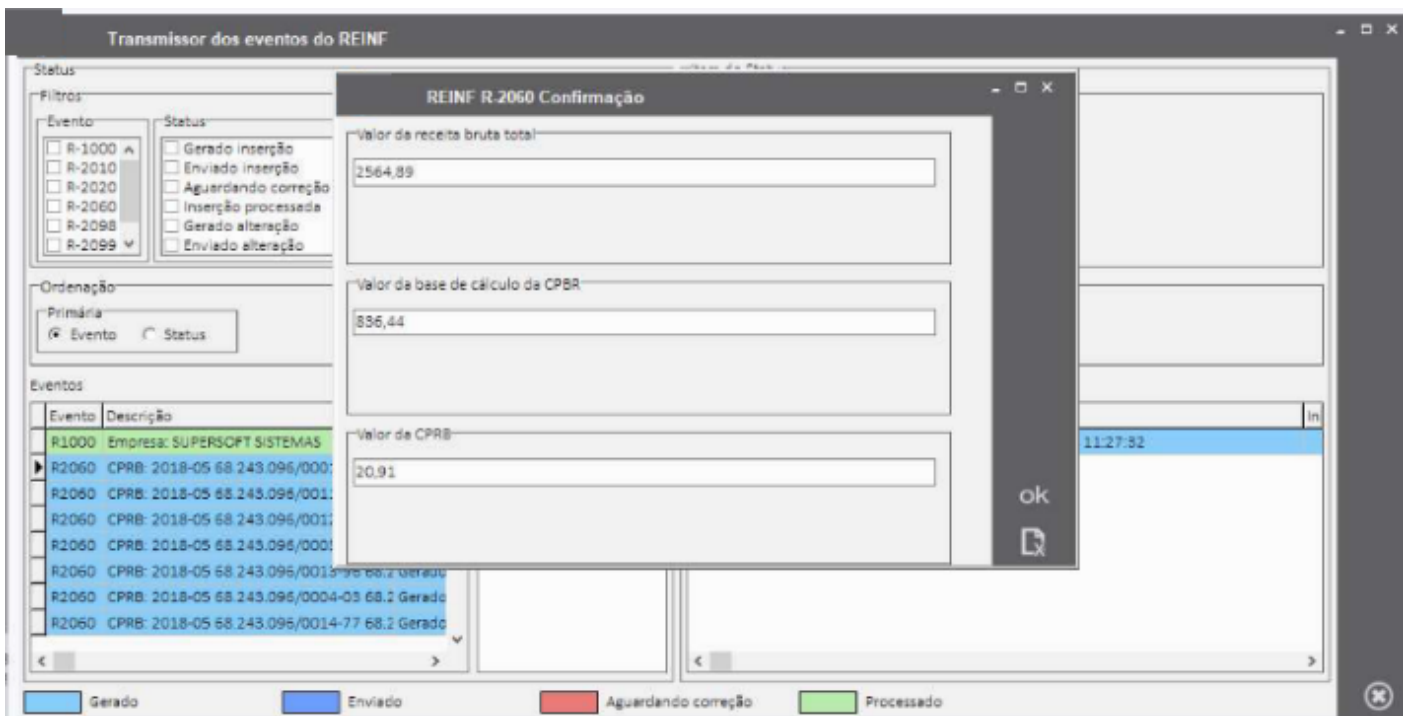 Transmissor dos eventos do REINF
Status
Filtros
Evento
R-1000
R-2010
R-2020
R-2060
R-2098
R-2099
Status
Gerado inserção
Enviado inserção
Aguardando correção
Inserção processada
Gerado alteração
Enviado alteração
REINF R-2060 Confirmação
Valor da receita bruta total
2564,89
Valor da base de cálculo da CPBR
836,44
Valor da CPRB
20,91
ok
Ordenação
Primária
Evento Status
Eventos
Evento Descrição In
R1000 Empresa: SUPERSOFT SISTEMAS 11:27:32
R2060 CPRB: 2018-05 68.243.096/000
R2060 CPRB: 2018-05 68.243.096/001
R2060 CPRB: 2018-05 68.243.096/001
R2060 CPRB: 2018-05 68.243.096/000
R2060 CPRB: 2018-05 68.243.096/0013-96 68.2 Gerado
R2060 CPRB: 2018-05 68.243.096/0004-03 68.2 Gerado
R2060 CPRB: 2018-05 68.243.096/0014-77 68.2 Gerado
Gerado Enviado Aguardando correção Processado